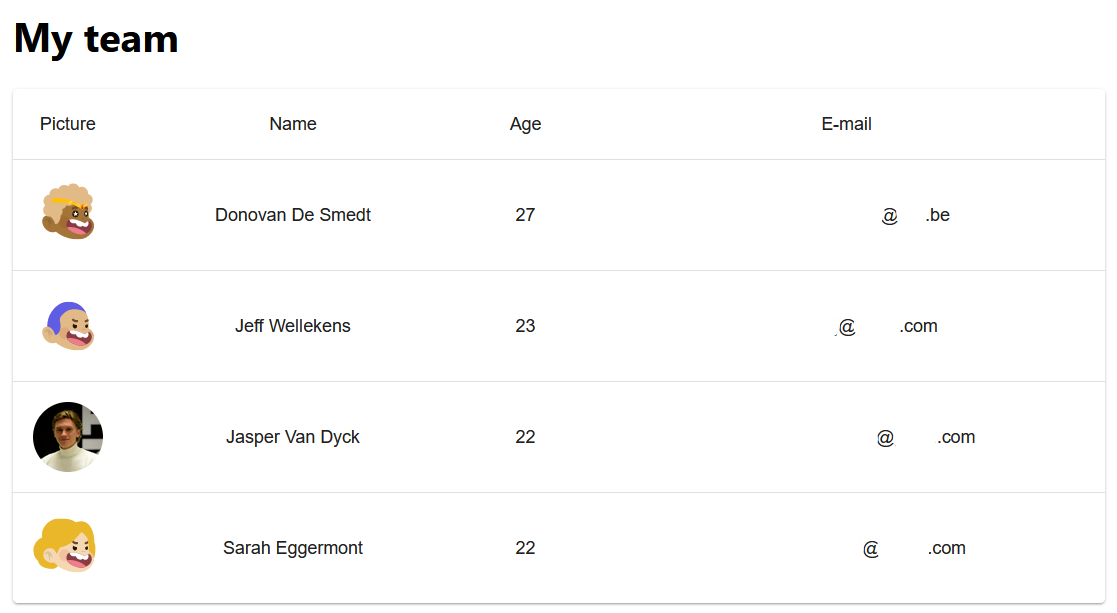 My team
Picture Name Age E-mail
Donovan De Smedt 27 @ .be
Jeff Wellekens 23 @ .com
Jasper Van Dyck 22 @ .com
Sarah Eggermont 22 @ .com